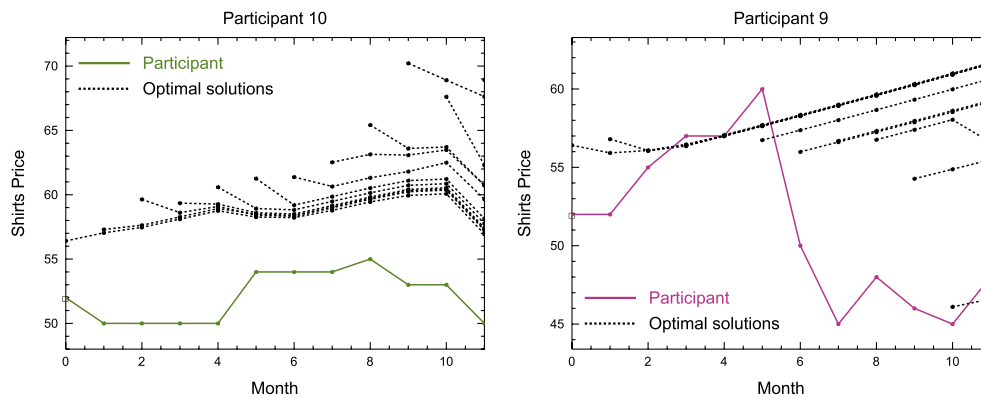 Participant 10
Shirts Price
70
65
60
55
50
Participant
Optimal solutions
0 2 4 6 8 10
Month
Participant 9
Shirts Price
60
55
50
45
Participant
Optimal solutions
0 2 4 6 8 10
Month